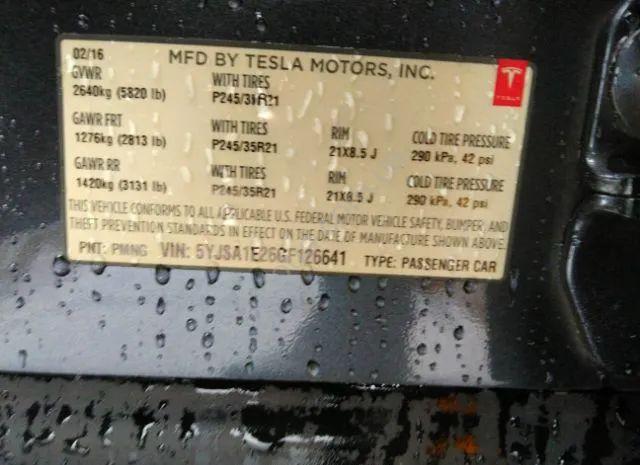 02/16 MFD BY TESLA MOTORS, INC.
GVWR WITH TIRES
2640kg (5820 lb) P245/35R21
GAWR FRT WITH TIRES RIM COLD TIRE PRESSURE
1276kg (2813 lb) P245/35R21 21X8.5 J 290 kPa, 42 psi
GAWR RR WITH TIRES RIM COLD TIRE PRESSURE
1420kg (3131 lb) P245/35R21 21X8.5 J 290 kPa, 42 psi
THIS VEHICLE CONFORMS TO ALL APPLICABLE U.S. FEDERAL MOTOR VEHICLE SAFETY, BUMPER, AND
THEFT PREVENTION STANDARDS IN EFFECT ON THE DATE OF MANUFACTURE SHOWN ABOVE.
PNT: PMNG VIN: 5YJSA1E26GF126641 TYPE: PASSENGER CAR
TESLA